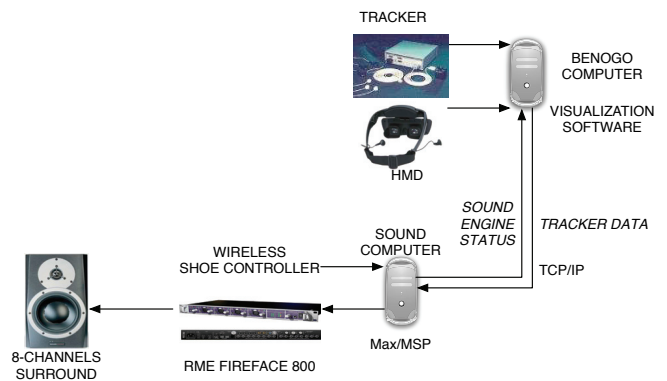 TRACKER
BENOGO
COMPUTER
VISUALIZATION
SOFTWARE
HMD
SOUND
ENGINE
STATUS
TRACKER DATA
SOUND
COMPUTER
WIRELESS
SHOE CONTROLLER
TCP/IP
Max/MSP
8-CHANNELS
SURROUND
RME FIREFACE 800